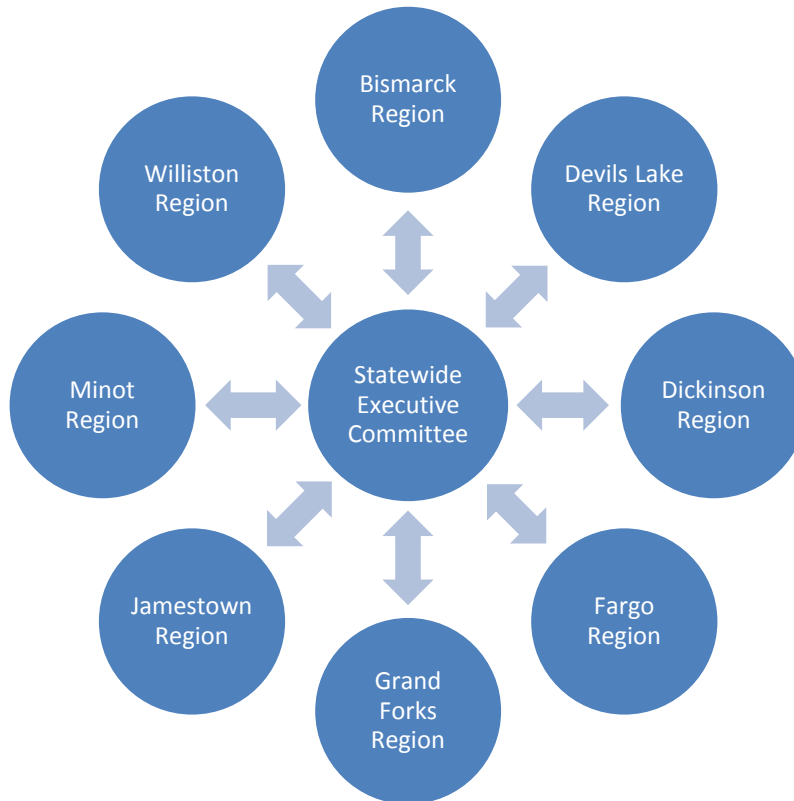 Bismarck
Region
Devils Lake
Region
Dickinson
Region
Fargo
Region
Grand
Forks
Region
Jamestown
Region
Minot
Region
Williston
Region
Statewide
Executive
Committee